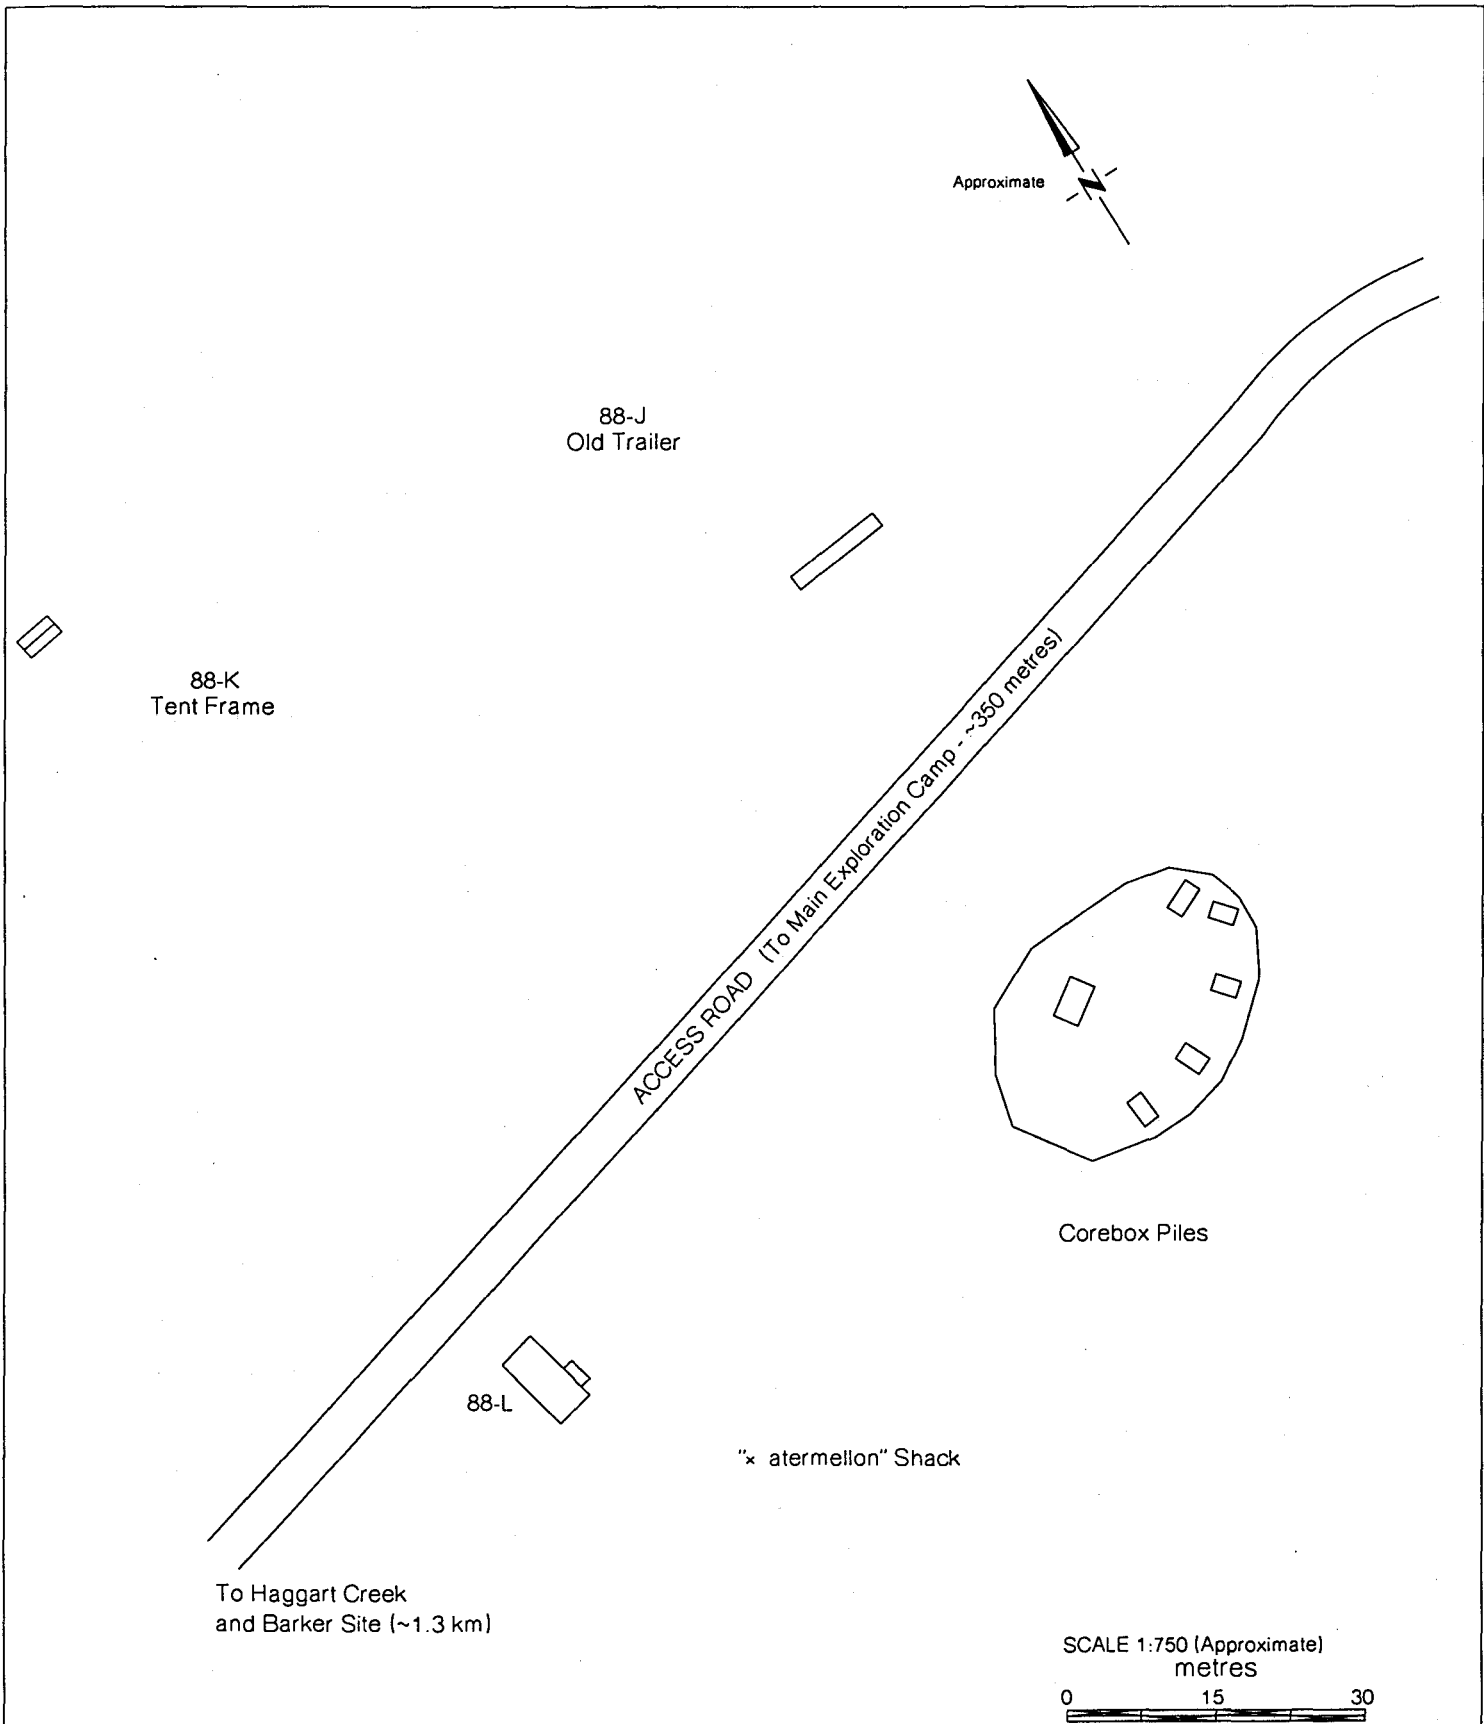 Approximate
N
88-J
Old Trailer
88-K
Tent Frame
ACCESS ROAD (To Main Exploration Camp - ~350 metres)
Corebox Piles
88-L
"× atermellon" Shack
To Haggart Creek
and Barker Site (~1.3 km)
SCALE 1:750 (Approximate)
metres
0 15 30